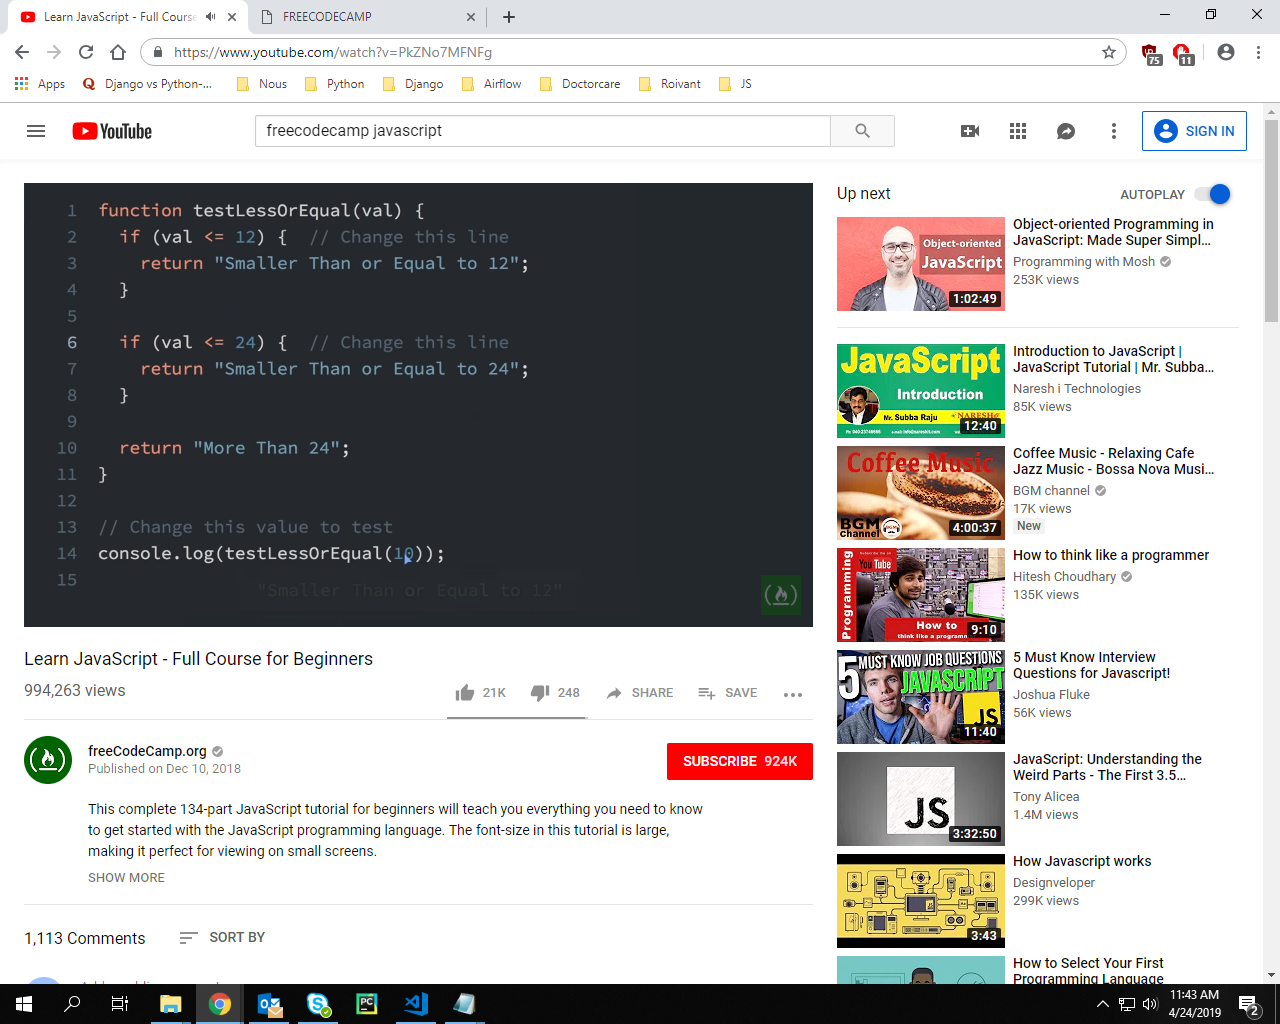 Learn JavaScript - Full Course
FREECODECAMP
https://www.youtube.com/watch?v=PkZNo7MFNFg
75
11
Apps
Django vs Python-...
Nous
Python
Django
Airflow
Doctorcare
Roivant
JS
YouTube
freecodecamp javascript
SIGN IN
1 function testLessOrEqual(val) {
2 if (val <= 12) { // Change this line
3 return "Smaller Than or Equal to 12";
4 }
5
6 if (val <= 24) { // Change this line
7 return "Smaller Than or Equal to 24";
8 }
9
10 return "More Than 24";
11 }
12
13 // Change this value to test
14 console.log(testLessOrEqual(10));
15
"Smaller Than or Equal to 12"
Learn JavaScript - Full Course for Beginners
994,263 views
21K
248
SHARE
SAVE
freeCodeCamp.org
Published on Dec 10, 2018
SUBSCRIBE 924K
This complete 134-part JavaScript tutorial for beginners will teach you everything you need to know
to get started with the JavaScript programming language. The font-size in this tutorial is large,
making it perfect for viewing on small screens.
SHOW MORE
1,113 Comments
SORT BY
Up next
AUTOPLAY
Object-oriented
JavaScript
1:02:49
Object-oriented Programming in
JavaScript: Made Super Simpl...
Programming with Mosh
253K views
JavaScript
Introduction
Mr. Subba Raju
12:40
Introduction to JavaScript |
JavaScript Tutorial | Mr. Subba...
Naresh i Technologies
85K views
Coffee Music
BGM
Channel
4:00:37
Coffee Music - Relaxing Cafe
Jazz Music - Bossa Nova Musi...
BGM channel
17K views
New
Programming
YouTube
How to
think like a programm
9:10
How to think like a programmer
Hitesh Choudhary
135K views
5 MUST KNOW JOB QUESTIONS
JAVASCRIPT
JS
11:40
5 Must Know Interview
Questions for Javascript!
Joshua Fluke
56K views
JS
3:32:50
JavaScript: Understanding the
Weird Parts - The First 3.5...
Tony Alicea
1.4M views
3:43
How Javascript works
Designveloper
299K views
How to Select Your First
Programming Language
11:43 AM
4/24/2019
2